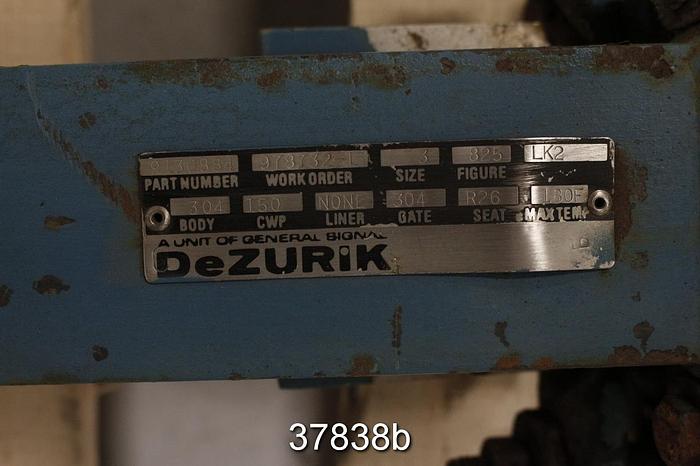 3 825 LK2
PART NUMBER WORK ORDER SIZE FIGURE
304 150 NONE 304 R26
BODY CWP LINER GATE SEAT MAX TEMP
A UNIT OF GENERAL SIGNAL
DeZURiK
37838b